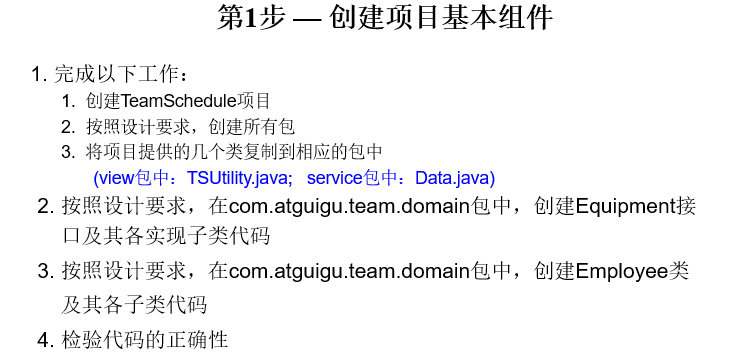 第1步 — 创建项目基本组件
1. 完成以下工作：
1. 创建TeamSchedule项目
2. 按照设计要求，创建所有包
3. 将项目提供的几个类复制到相应的包中
(view包中：TSUtility.java;  service包中：Data.java)
2. 按照设计要求，在com.atguigu.team.domain包中，创建Equipment接
口及其各实现子类代码
3. 按照设计要求，在com.atguigu.team.domain包中，创建Employee类
及其各子类代码
4. 检验代码的正确性